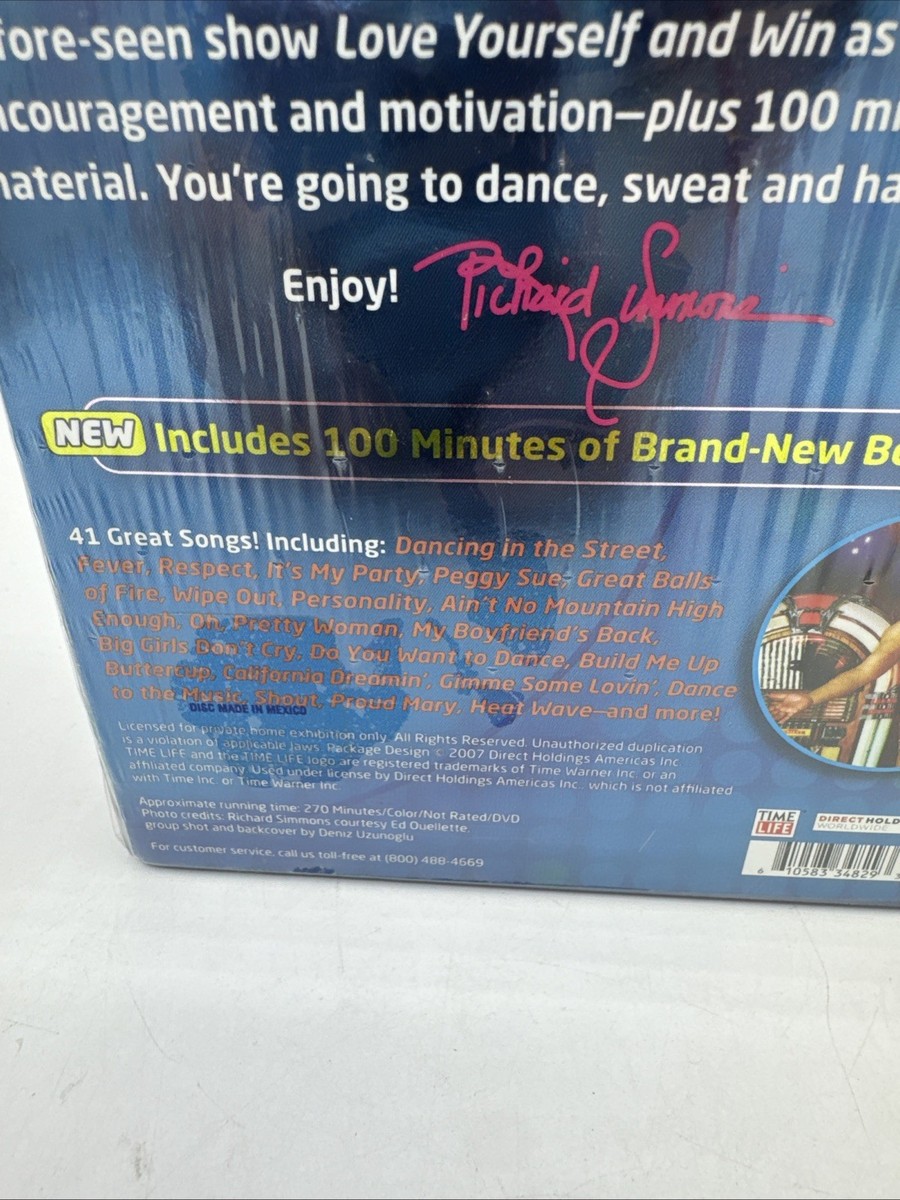 fore-seen show Love Yourself and Win as
couragement and motivation—plus 100 m
material. You're going to dance, sweat and ha
Enjoy! Richard Simmons
NEW Includes 100 Minutes of Brand-New Bo
41 Great Songs! Including: Dancing in the Street,
Fever, Respect, It's My Party, Peggy Sue, Great Balls
of Fire, Wipe Out, Personality, Ain't No Mountain High
Enough, Oh, Pretty Woman, My Boyfriend's Back,
Big Girls Don't Cry, Do You Want to Dance, Build Me Up
Buttercup, California Dreamin', Gimme Some Lovin', Dance
to the Music, Shout, Proud Mary, Heat Wave—and more!
DISC MADE IN MEXICO
Licensed for private home exhibition only. All Rights Reserved. Unauthorized duplication
is a violation of applicable laws. Package Design © 2007 Direct Holdings Americas Inc.
TIME LIFE and the TIME LIFE logo are registered trademarks of Time Warner Inc. or an
affiliated company. Used under license by Direct Holdings Americas Inc., which is not affiliated
with Time Inc. or Time Warner Inc.
Approximate running time: 270 Minutes/Color/Not Rated/DVD
Photo credits: Richard Simmons courtesy Ed Ouellette,
group shot and backcover by Deniz Uzunoglu
For customer service, call us toll-free at (800) 488-4669
TIME LIFE
DIRECT HOLD
WORLDWIDE
6 10583 34829 3